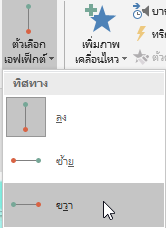 ตัวเลือก
เอฟเฟ็กต์
เพิ่มภาพ
เคลื่อนไหว
ทิศทาง
ลง
ซ้าย
ขวา